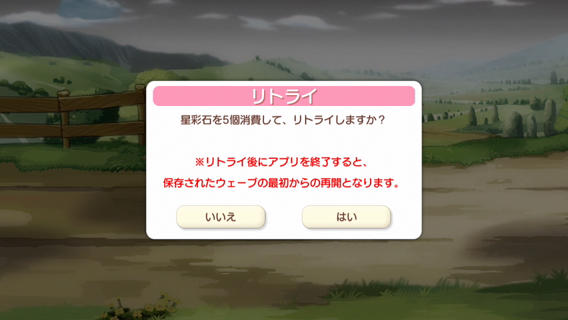 リトライ
星彩石を5個消費して、リトライしますか？
※リトライ後にアプリを終了すると、
保存されたウェーブの最初からの再開となります。
いいえ
はい